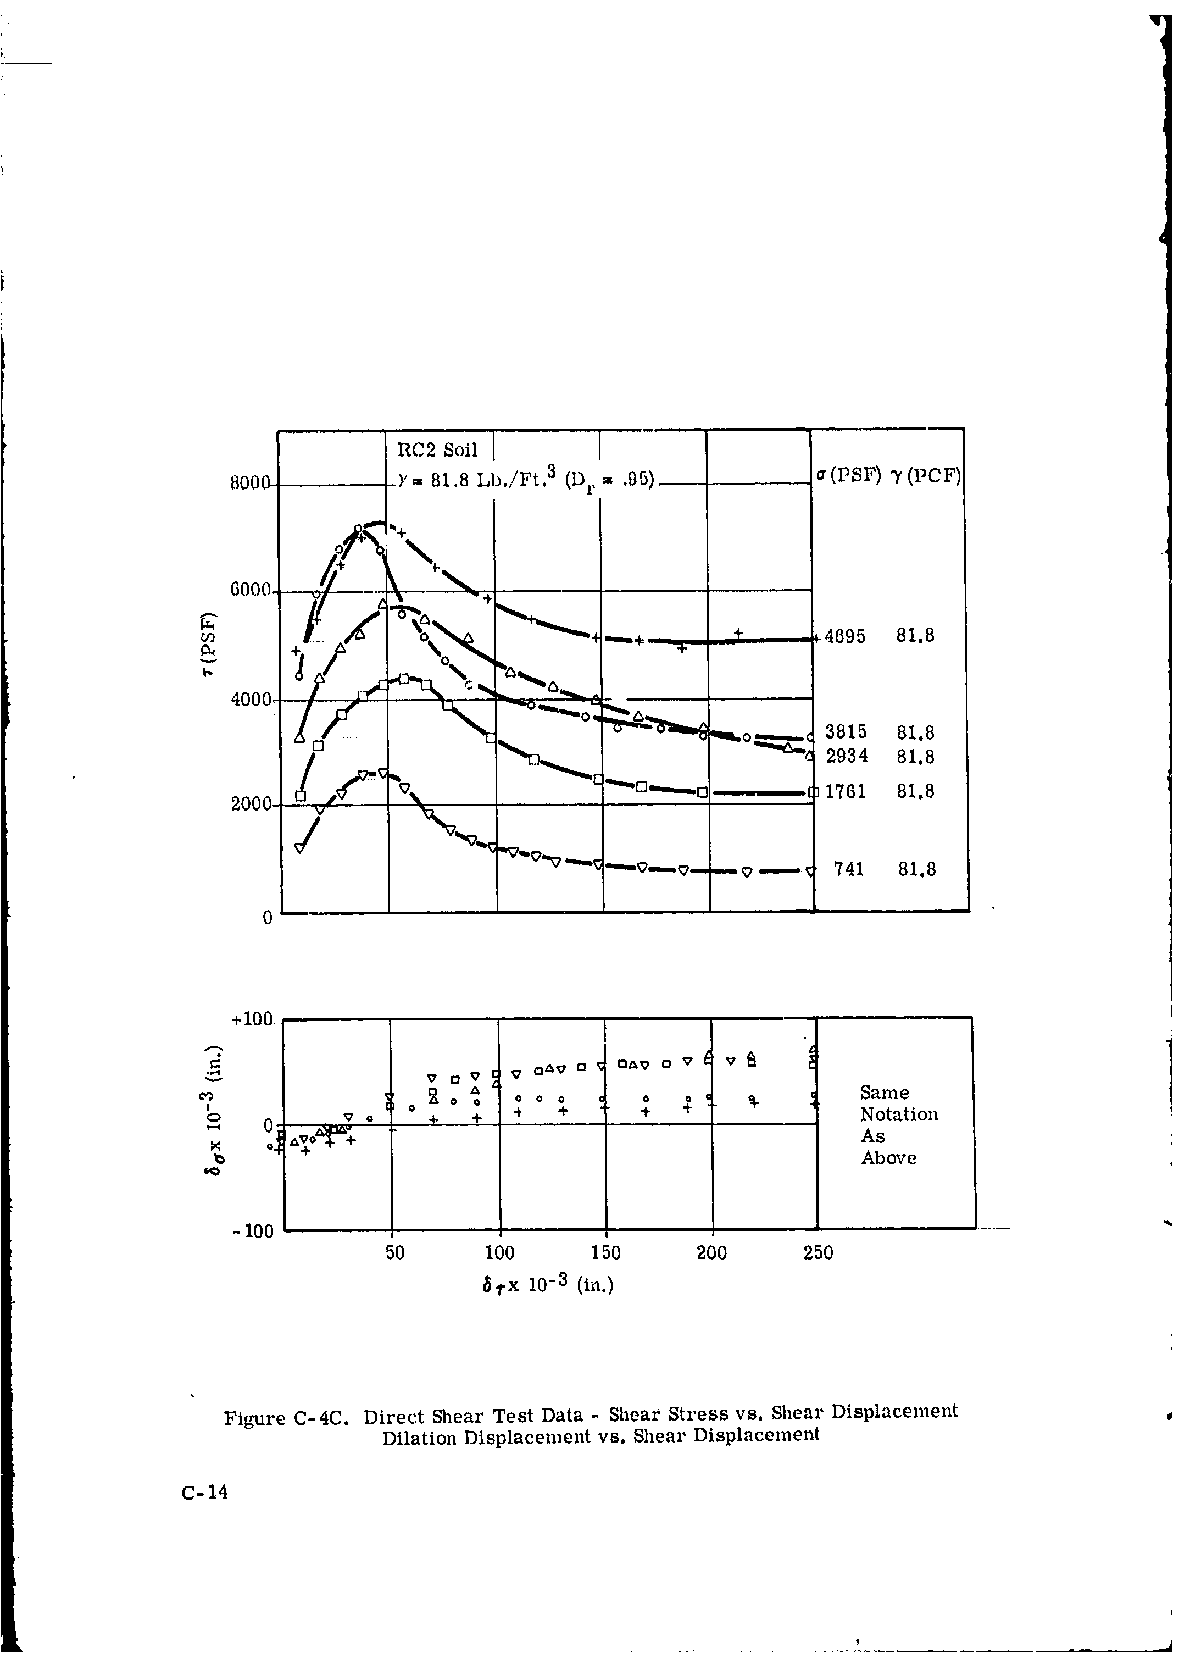 RC2 Soil
γ = 81.8 Lb./Ft.³ (Dr = .95)
σ (PSF) γ (PCF)
8000
6000
4000
2000
0
τ (PSF)
4895 81.8
3815 81.8
2934 81.8
1761 81.8
741 81.8
+100
0
-100
δσ x 10⁻³ (in.)
Same
Notation
As
Above
50 100 150 200 250
δτ x 10⁻³ (in.)
Figure C-4C. Direct Shear Test Data - Shear Stress vs. Shear Displacement
Dilation Displacement vs. Shear Displacement
C-14